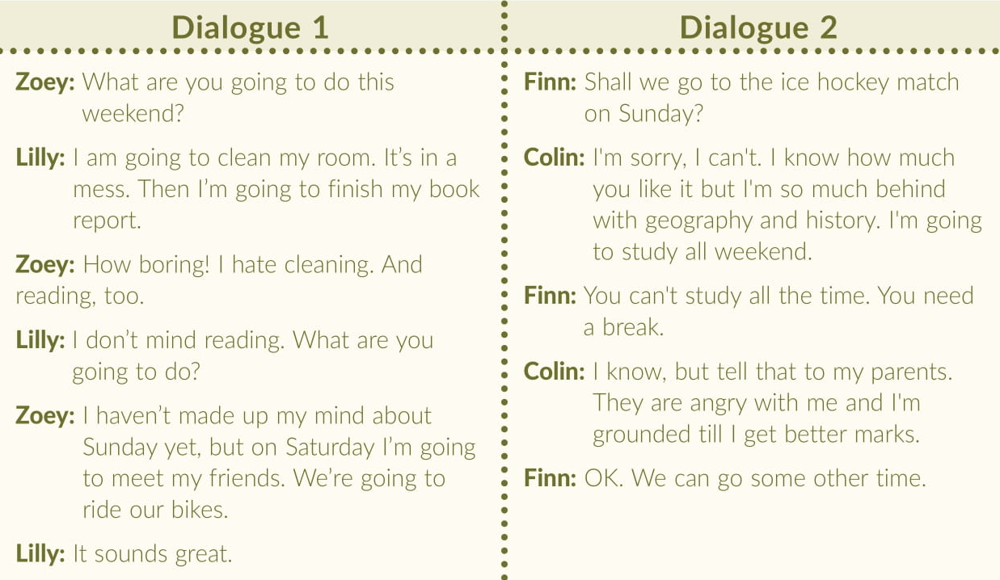 Dialogue 1
Zoey: What are you going to do this
weekend?
Lilly: I am going to clean my room. It’s in a
mess. Then I’m going to finish my book
report.
Zoey: How boring! I hate cleaning. And
reading, too.
Lilly: I don’t mind reading. What are you
going to do?
Zoey: I haven’t made up my mind about
Sunday yet, but on Saturday I’m going
to meet my friends. We’re going to
ride our bikes.
Lilly: It sounds great.
Dialogue 2
Finn: Shall we go to the ice hockey match
on Sunday?
Colin: I'm sorry, I can't. I know how much
you like it but I'm so much behind
with geography and history. I'm going
to study all weekend.
Finn: You can't study all the time. You need
a break.
Colin: I know, but tell that to my parents.
They are angry with me and I'm
grounded till I get better marks.
Finn: OK. We can go some other time.